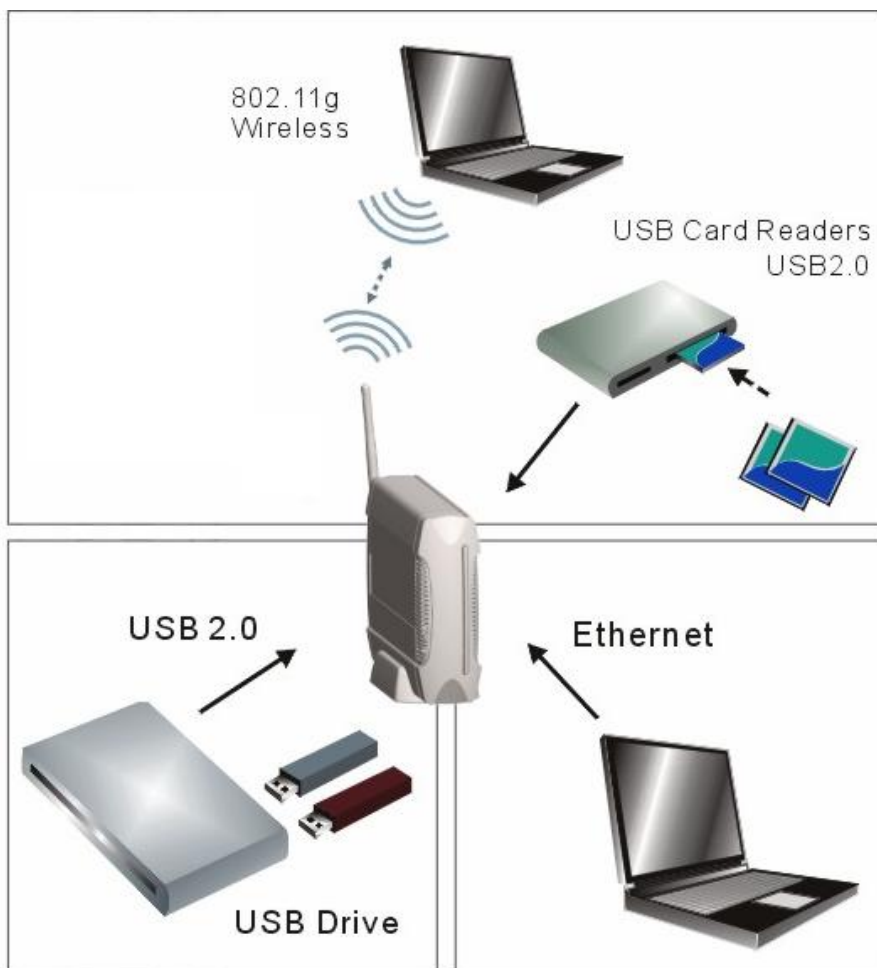 802.11g
Wireless
USB Card Readers
USB2.0
USB 2.0
Ethernet
USB Drive